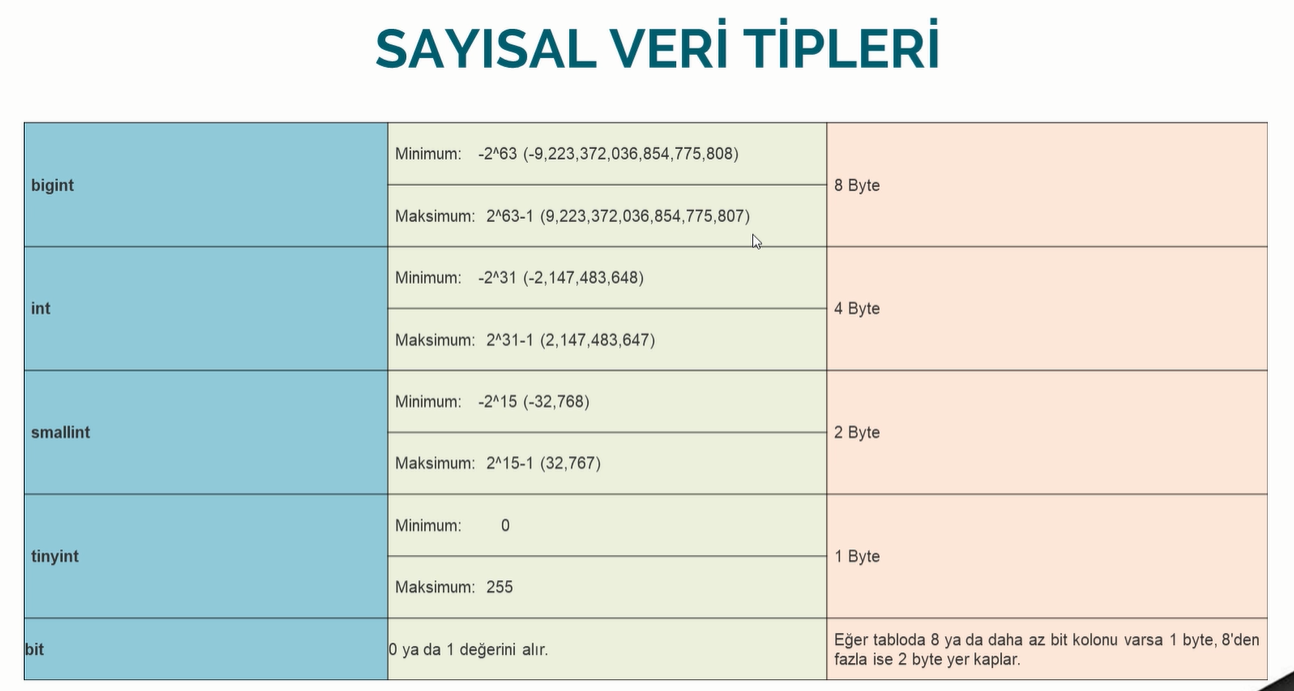 SAYISAL VERİ TİPLERİ
bigint
Minimum: -2^63 (-9,223,372,036,854,775,808)
Maksimum: 2^63-1 (9,223,372,036,854,775,807)
8 Byte
int
Minimum: -2^31 (-2,147,483,648)
Maksimum: 2^31-1 (2,147,483,647)
4 Byte
smallint
Minimum: -2^15 (-32,768)
Maksimum: 2^15-1 (32,767)
2 Byte
tinyint
Minimum: 0
Maksimum: 255
1 Byte
bit
0 ya da 1 değerini alır.
Eğer tabloda 8 ya da daha az bit kolonu varsa 1 byte, 8'den
fazla ise 2 byte yer kaplar.